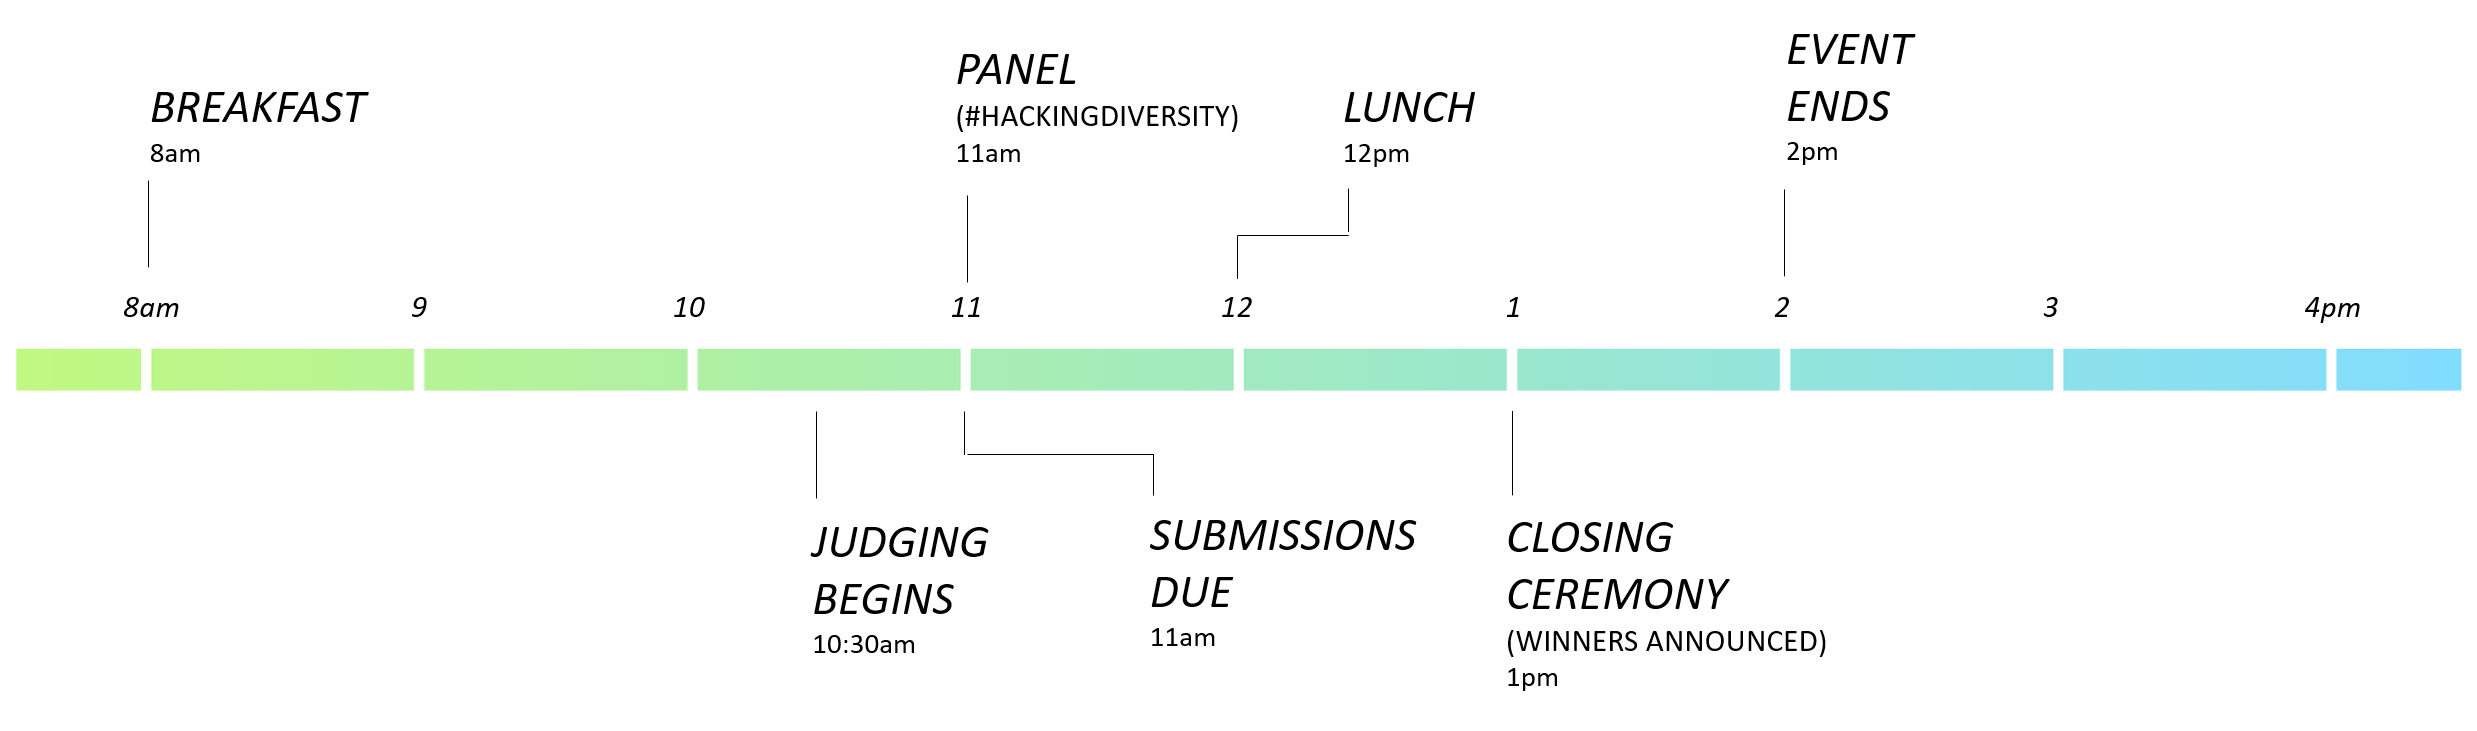 BREAKFAST
8am
PANEL
(#HACKINGDIVERSITY)
11am
LUNCH
12pm
EVENT
ENDS
2pm
8am
9
10
11
12
1
2
3
4pm
JUDGING
BEGINS
10:30am
SUBMISSIONS
DUE
11am
CLOSING
CEREMONY
(WINNERS ANNOUNCED)
1pm